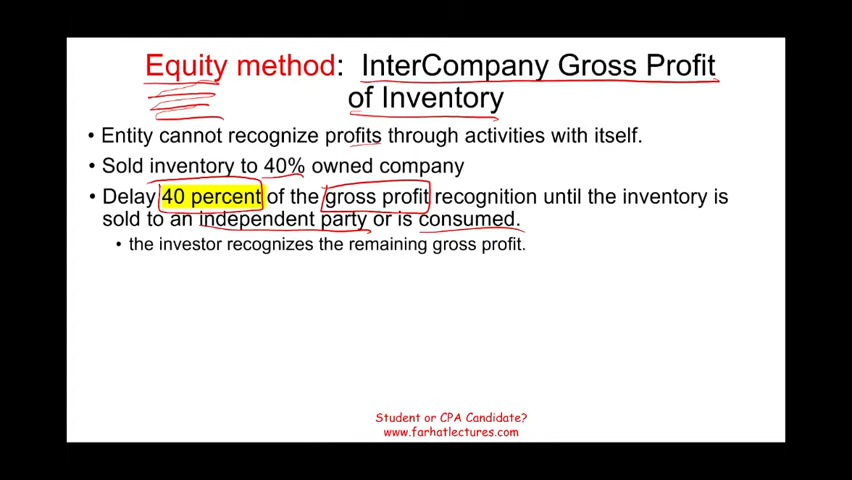 Equity method: InterCompany Gross Profit
of Inventory
• Entity cannot recognize profits through activities with itself.
• Sold inventory to 40% owned company
• Delay 40 percent of the gross profit recognition until the inventory is
sold to an independent party or is consumed.
• the investor recognizes the remaining gross profit.
Student or CPA Candidate?
www.farhatlectures.com